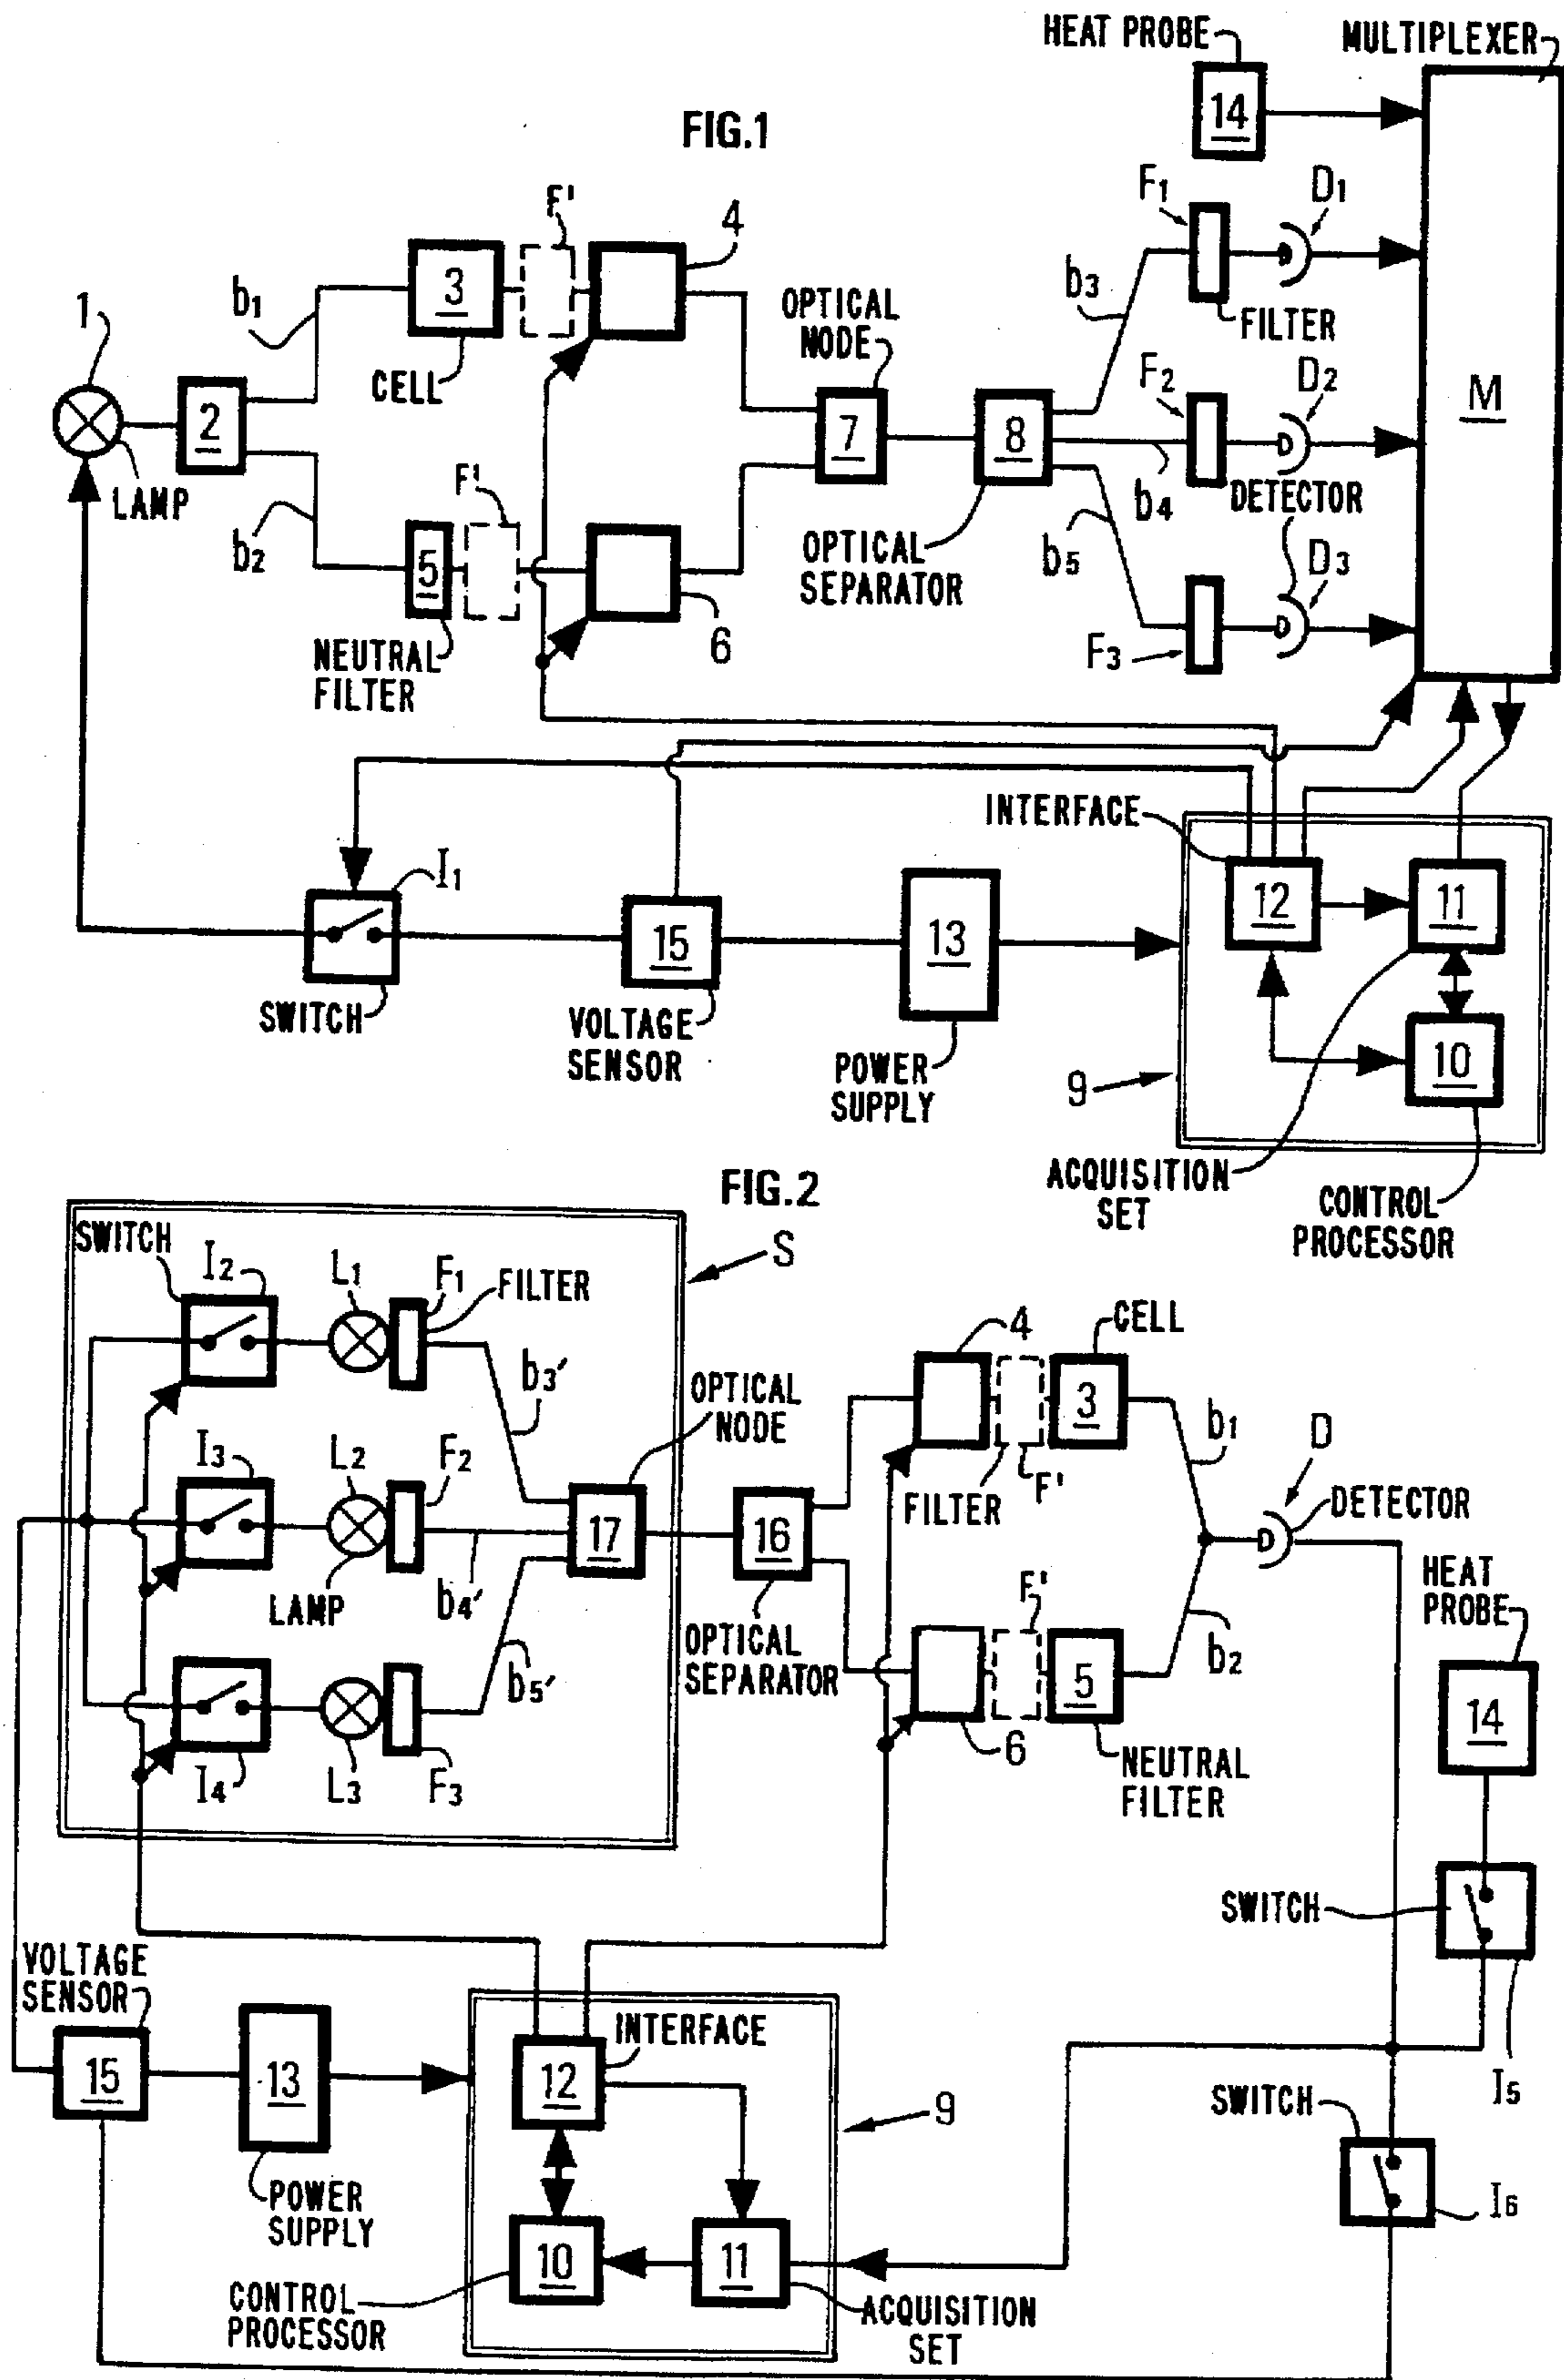 HEAT PROBE
MULTIPLEXER
14
FIG.1
F'
4
F1
D1
b1
3
b3
1
OPTICAL
NODE
FILTER
CELL
F2
D2
M
2
7
8
LAMP
F'
b4
DETECTOR
b2
5
OPTICAL
SEPARATOR
b5
D3
6
NEUTRAL
FILTER
F3
INTERFACE
I1
12
11
15
13
SWITCH
VOLTAGE
SENSOR
POWER
SUPPLY
10
9
ACQUISITION
SET
CONTROL
PROCESSOR
FIG.2
SWITCH
S
I2
L1
F1
FILTER
4
CELL
b3'
OPTICAL
NODE
3
D
b1
I3
L2
F2
FILTER
F'
DETECTOR
17
16
LAMP
b4'
F'
HEAT
PROBE
OPTICAL
SEPARATOR
b2
b5'
5
14
6
I4
L3
F3
NEUTRAL
FILTER
SWITCH
VOLTAGE
SENSOR
INTERFACE
15
13
12
I5
9
SWITCH
POWER
SUPPLY
I6
10
11
CONTROL
PROCESSOR
ACQUISITION
SET